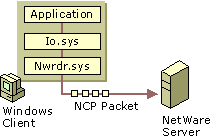 Application
Io.sys
Nwrdr.sys
NCP Packet
Windows
Client
NetWare
Server